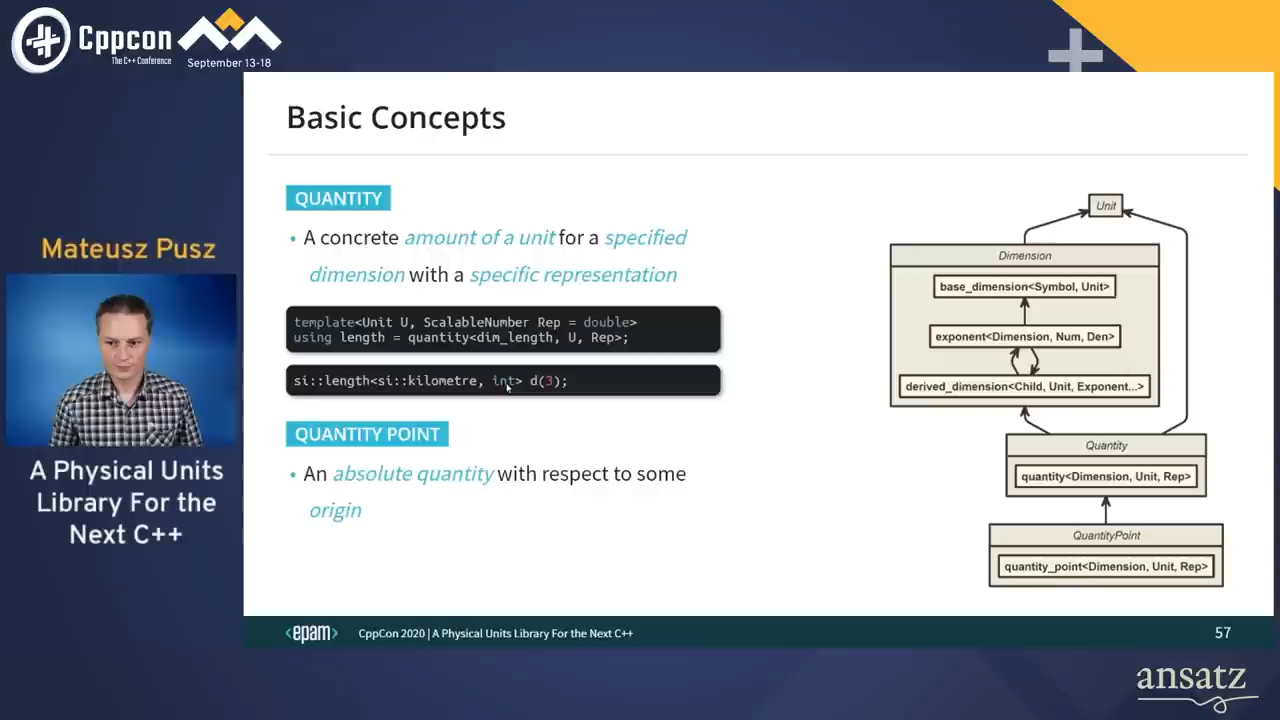 Cppcon
The C++ Conference
September 13-18
Basic Concepts
QUANTITY
• A concrete amount of a unit for a specified
dimension with a specific representation
template<Unit U, ScalableNumber Rep = double>
using length = quantity<dim_length, U, Rep>;
si::length<si::kilometre, int> d(3);
QUANTITY POINT
• An absolute quantity with respect to some
origin
Unit
Dimension
base_dimension<Symbol, Unit>
exponent<Dimension, Num, Den>
derived_dimension<Child, Unit, Exponent...>
Quantity
quantity<Dimension, Unit, Rep>
QuantityPoint
quantity_point<Dimension, Unit, Rep>
Mateusz Pusz
A Physical Units
Library For the
Next C++
<epam>
CppCon 2020 | A Physical Units Library For the Next C++
57
ansatz